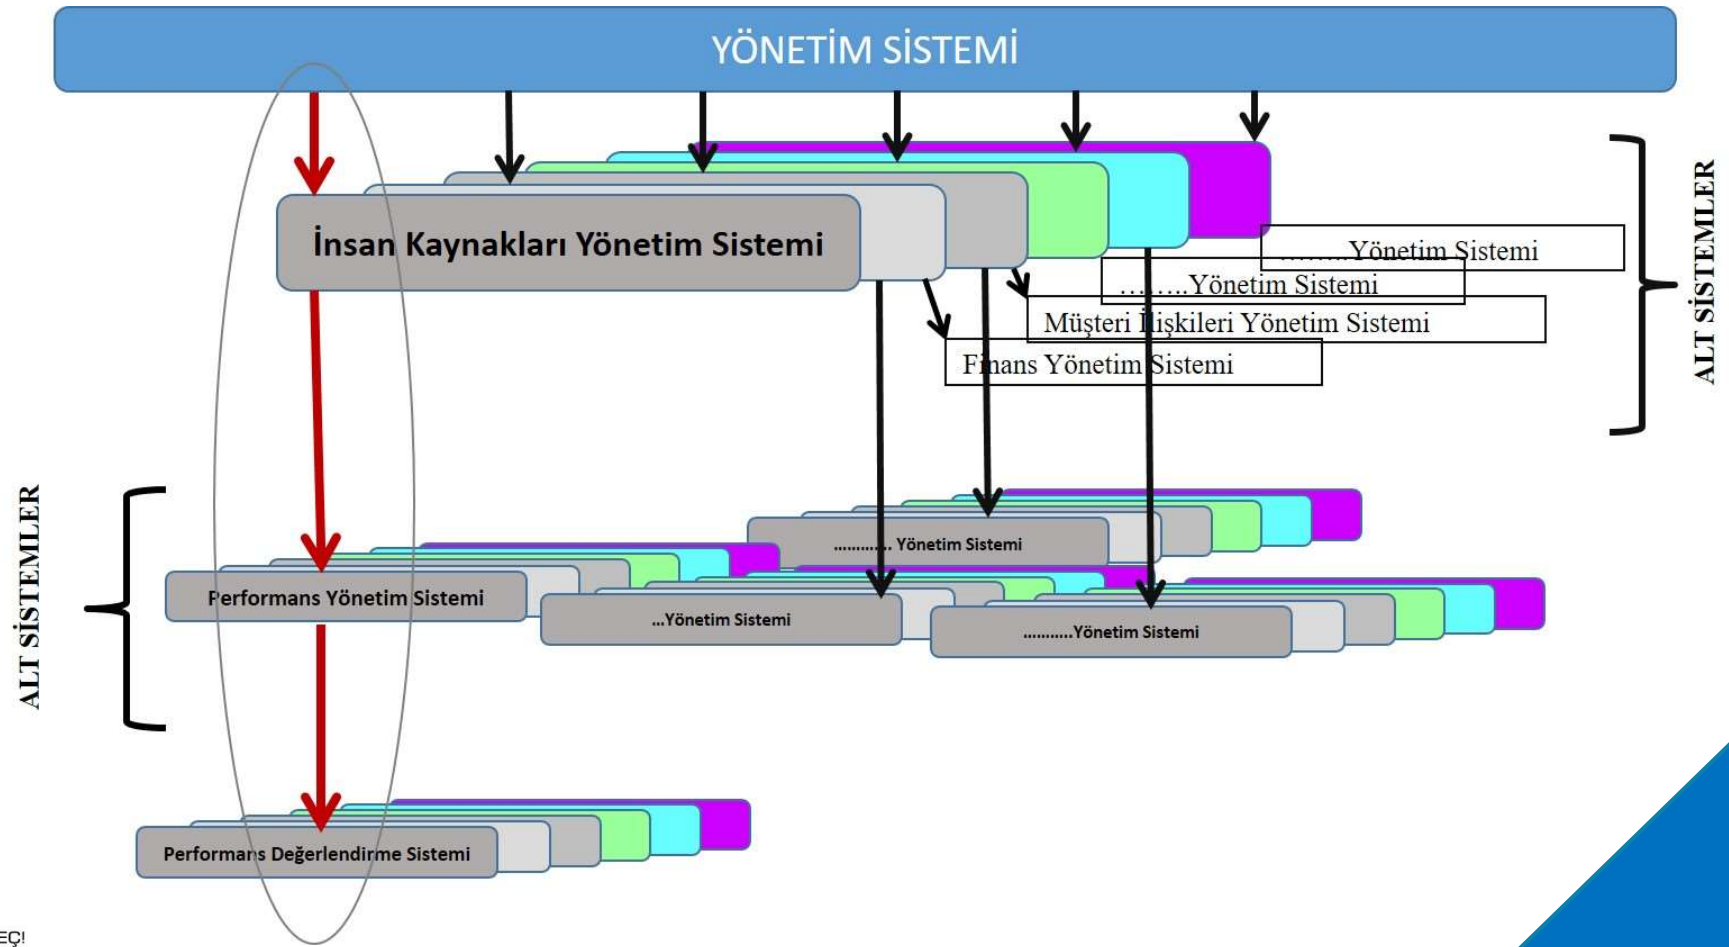 YÖNETİM SİSTEMİ
İnsan Kaynakları Yönetim Sistemi
……..Yönetim Sistemi
……..Yönetim Sistemi
Müşteri İlişkileri Yönetim Sistemi
Finans Yönetim Sistemi
ALT SİSTEMLER
ALT SİSTEMLER
............. Yönetim Sistemi
Performans Yönetim Sistemi
...Yönetim Sistemi
...........Yönetim Sistemi
Performans Değerlendirme Sistemi
EÇ!